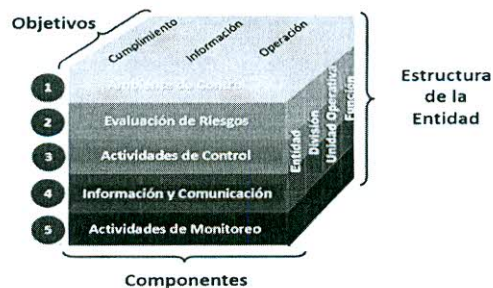 Objetivos
Cumplimiento
Información
Operación
1
2 Evaluación de Riesgos
3 Actividades de Control
4 Información y Comunicación
5 Actividades de Monitoreo
Entidad
División
Unidad Operativa
Función
Estructura
de la
Entidad
Componentes